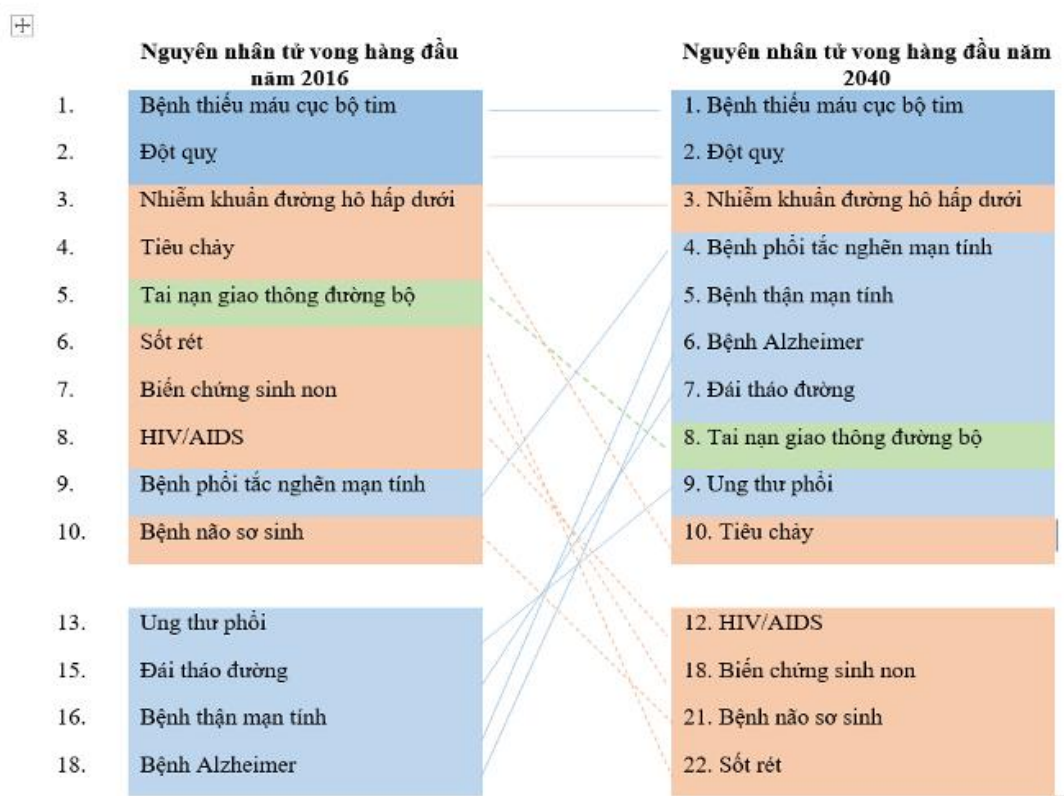 Nguyên nhân tử vong hàng đầu
năm 2016
1. Bệnh thiếu máu cục bộ tim
2. Đột quỵ
3. Nhiễm khuẩn đường hô hấp dưới
4. Tiêu chảy
5. Tai nạn giao thông đường bộ
6. Sốt rét
7. Biến chứng sinh non
8. HIV/AIDS
9. Bệnh phổi tắc nghẽn mạn tính
10. Bệnh não sơ sinh
13. Ung thư phổi
15. Đái tháo đường
16. Bệnh thận mạn tính
18. Bệnh Alzheimer
Nguyên nhân tử vong hàng đầu năm
2040
1. Bệnh thiếu máu cục bộ tim
2. Đột quỵ
3. Nhiễm khuẩn đường hô hấp dưới
4. Bệnh phổi tắc nghẽn mạn tính
5. Bệnh thận mạn tính
6. Bệnh Alzheimer
7. Đái tháo đường
8. Tai nạn giao thông đường bộ
9. Ung thư phổi
10. Tiêu chảy
12. HIV/AIDS
18. Biến chứng sinh non
21. Bệnh não sơ sinh
22. Sốt rét